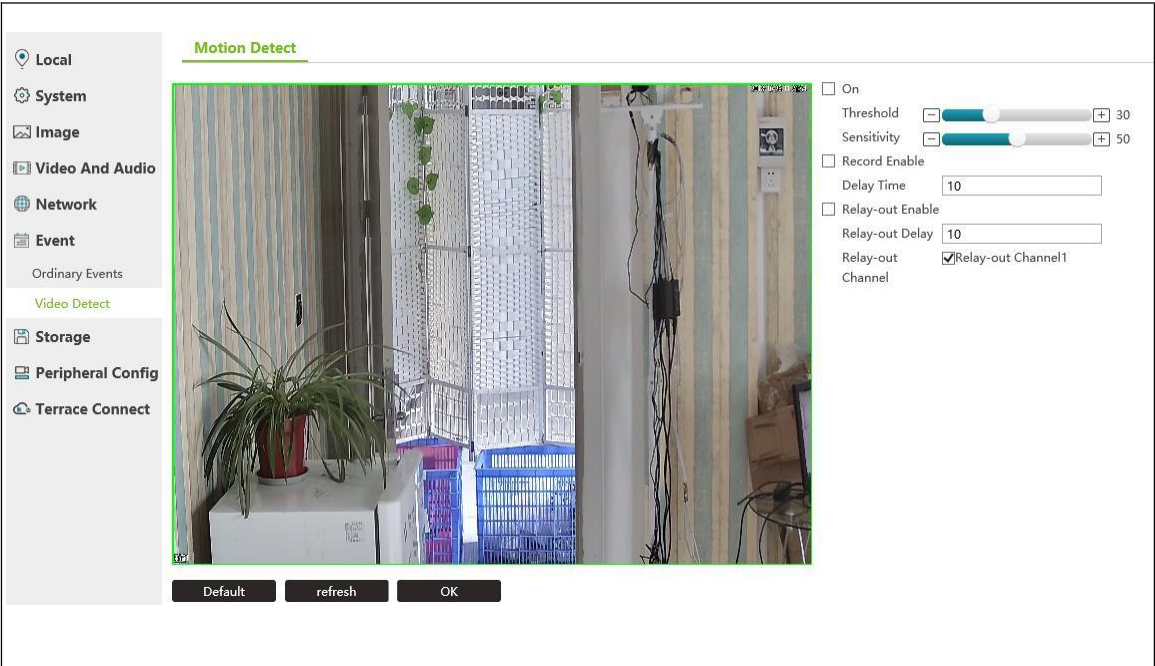 Motion Detect
Local
System
Image
Video And Audio
Network
Event
Ordinary Events
Video Detect
Storage
Peripheral Config
Terrace Connect
On
Threshold 30
Sensitivity 50
Record Enable
Delay Time 10
Relay-out Enable
Relay-out Delay 10
Relay-out Relay-out Channel1
Channel
Default refresh OK